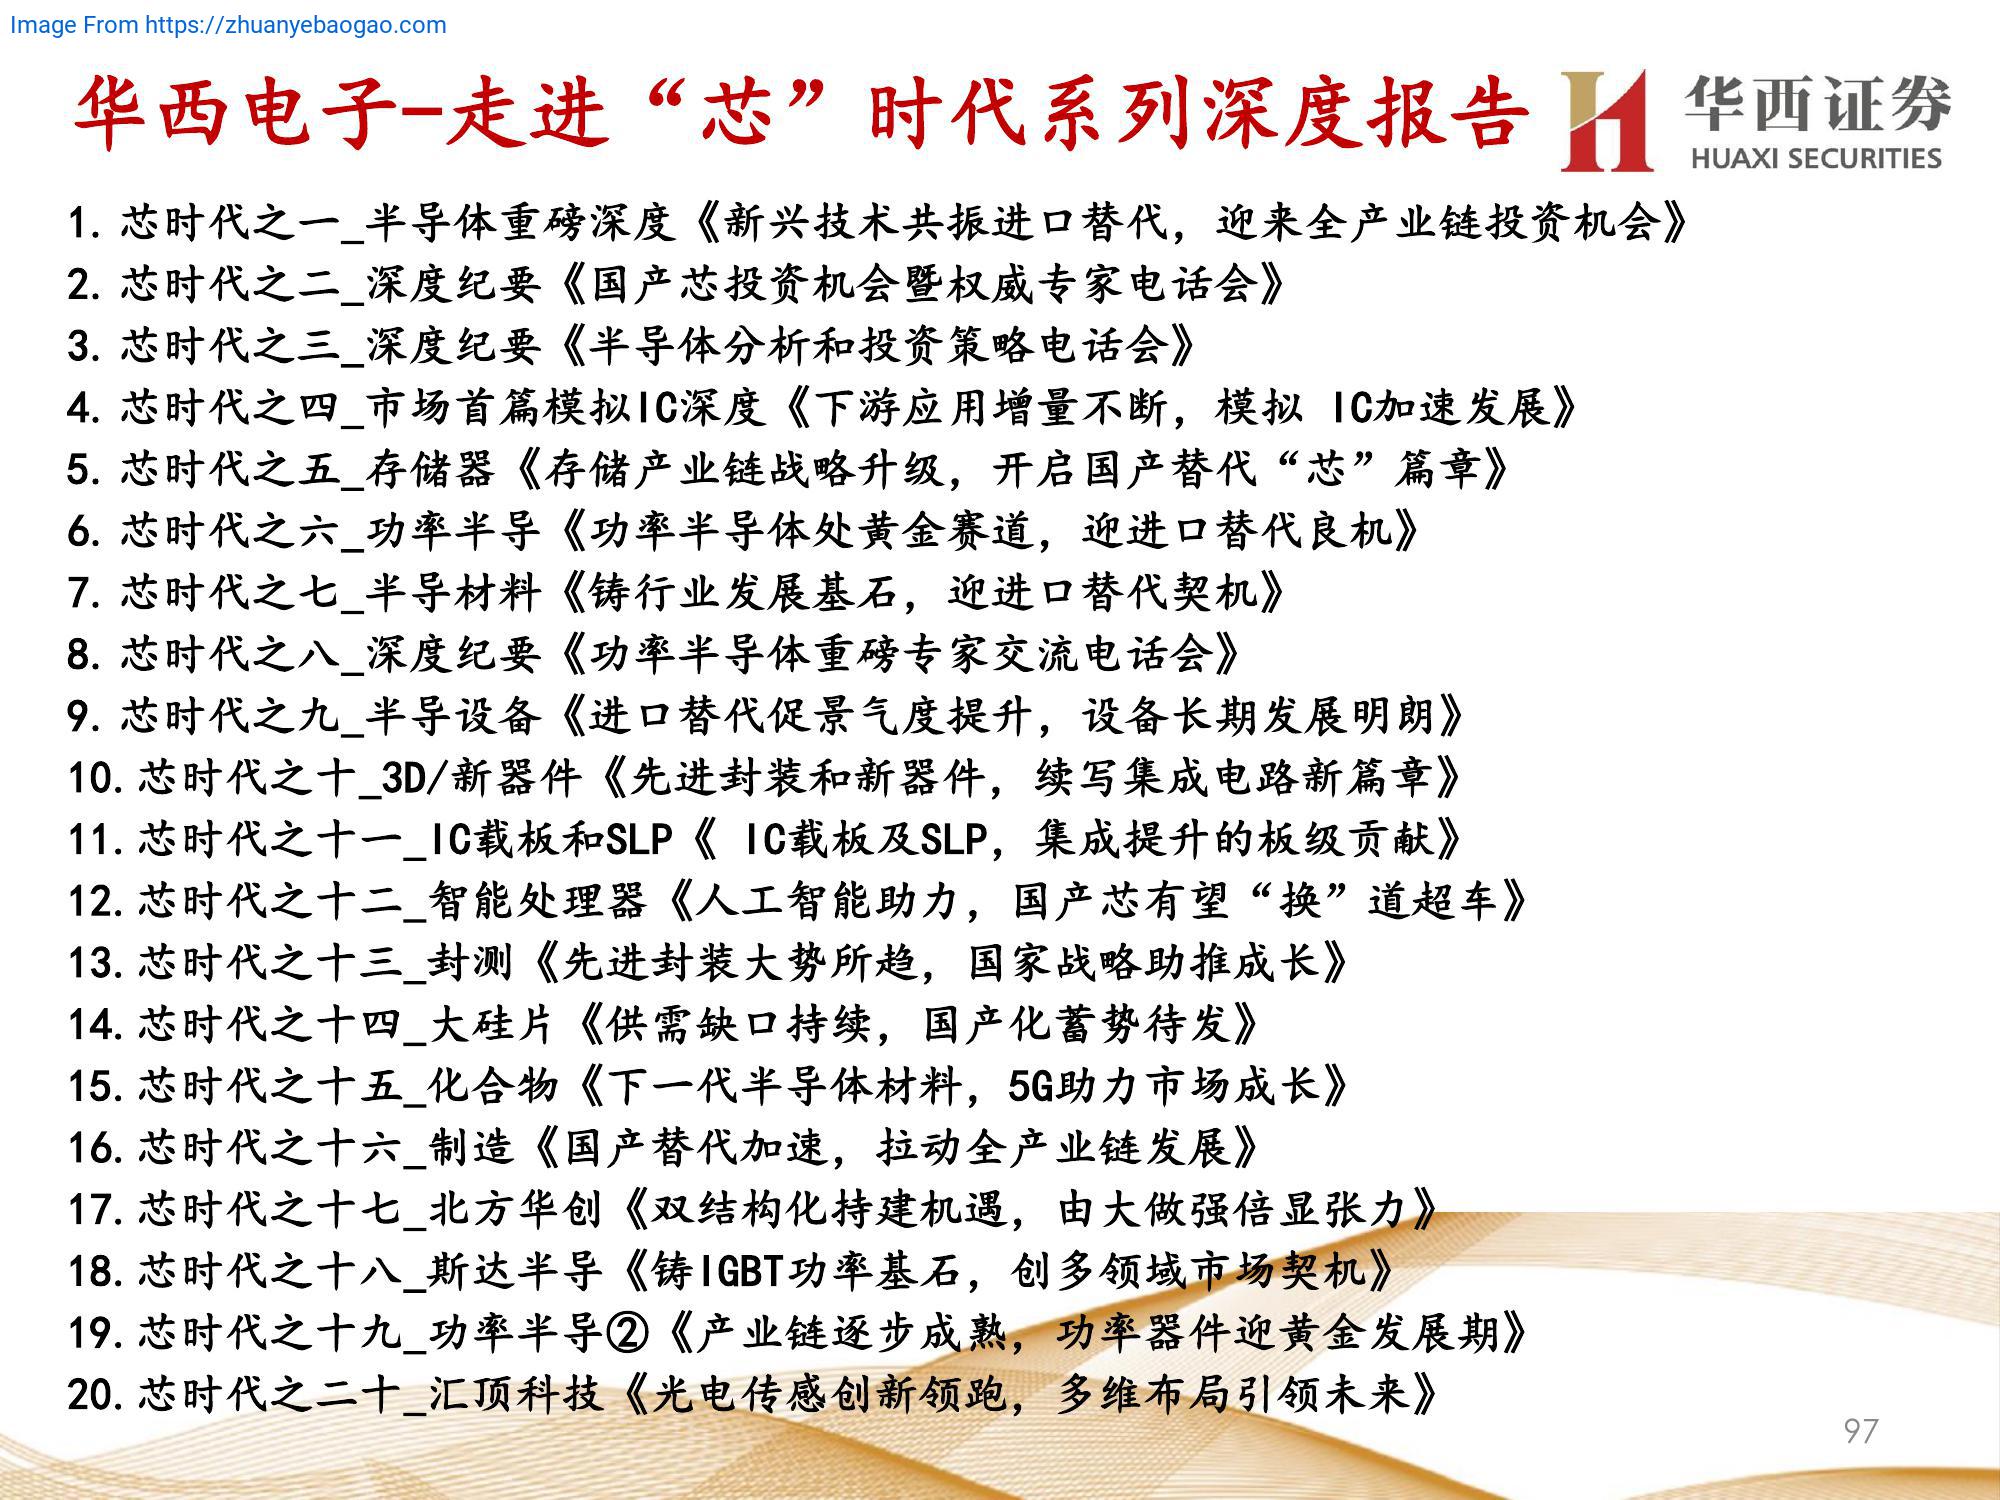 Image From https://zhuanyebaogao.com
华西电子-走进“芯”时代系列深度报告
华西证券
HUAXI SECURITIES
1. 芯时代之一_半导体重磅深度《新兴技术共振进口替代，迎来全产业链投资机会》
2. 芯时代之二_深度纪要《国产芯投资机会暨权威专家电话会》
3. 芯时代之三_深度纪要《半导体分析和投资策略电话会》
4. 芯时代之四_市场首篇模拟IC深度《下游应用增量不断，模拟 IC加速发展》
5. 芯时代之五_存储器《存储产业链战略升级，开启国产替代“芯”篇章》
6. 芯时代之六_功率半导《功率半导体处黄金赛道，迎进口替代良机》
7. 芯时代之七_半导材料《铸行业发展基石，迎进口替代契机》
8. 芯时代之八_深度纪要《功率半导体重磅专家交流电话会》
9. 芯时代之九_半导设备《进口替代促景气度提升，设备长期发展明朗》
10. 芯时代之十_3D/新器件《先进封装和新器件，续写集成电路新篇章》
11. 芯时代之十一_IC载板和SLP《 IC载板及SLP，集成提升的板级贡献》
12. 芯时代之十二_智能处理器《人工智能助力，国产芯有望“换”道超车》
13. 芯时代之十三_封测《先进封装大势所趋，国家战略助推成长》
14. 芯时代之十四_大硅片《供需缺口持续，国产化蓄势待发》
15. 芯时代之十五_化合物《下一代半导体材料，5G助力市场成长》
16. 芯时代之十六_制造《国产替代加速，拉动全产业链发展》
17. 芯时代之十七_北方华创《双结构化持建机遇，由大做强倍显张力》
18. 芯时代之十八_斯达半导《铸IGBT功率基石，创多领域市场契机》
19. 芯时代之十九_功率半导②《产业链逐步成熟，功率器件迎黄金发展期》
20. 芯时代之二十_汇顶科技《光电传感创新领跑，多维布局引领未来》
97